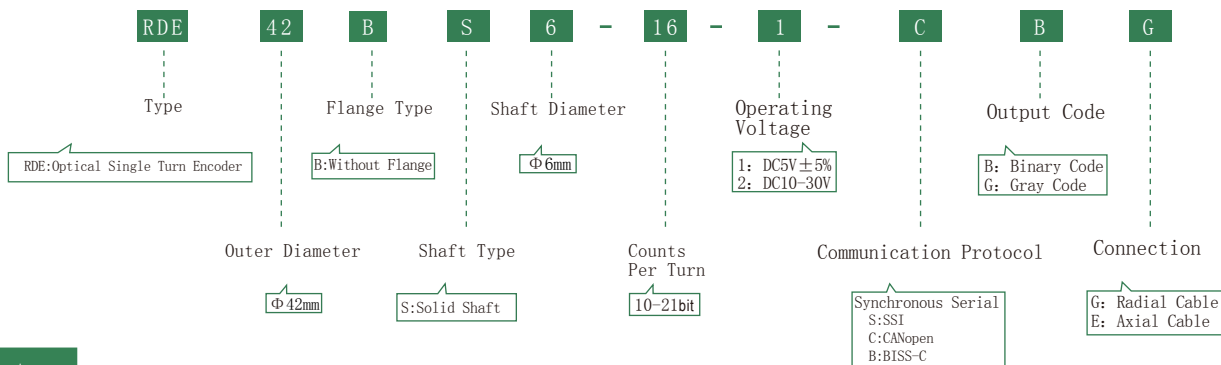 RDE 42 B S 6 - 16 - 1 - C B G
Type
Flange Type
Shaft Diameter
Operating
Voltage
Output Code
RDE:Optical Single Turn Encoder
B:Without Flange
Φ6mm
1: DC5V±5%
2: DC10-30V
B: Binary Code
G: Gray Code
Outer Diameter
Shaft Type
Counts
Per Turn
Communication Protocol
Connection
Φ42mm
S:Solid Shaft
10-21bit
Synchronous Serial
S:SSI
C:CANopen
B:BISS-C
G: Radial Cable
E: Axial Cable